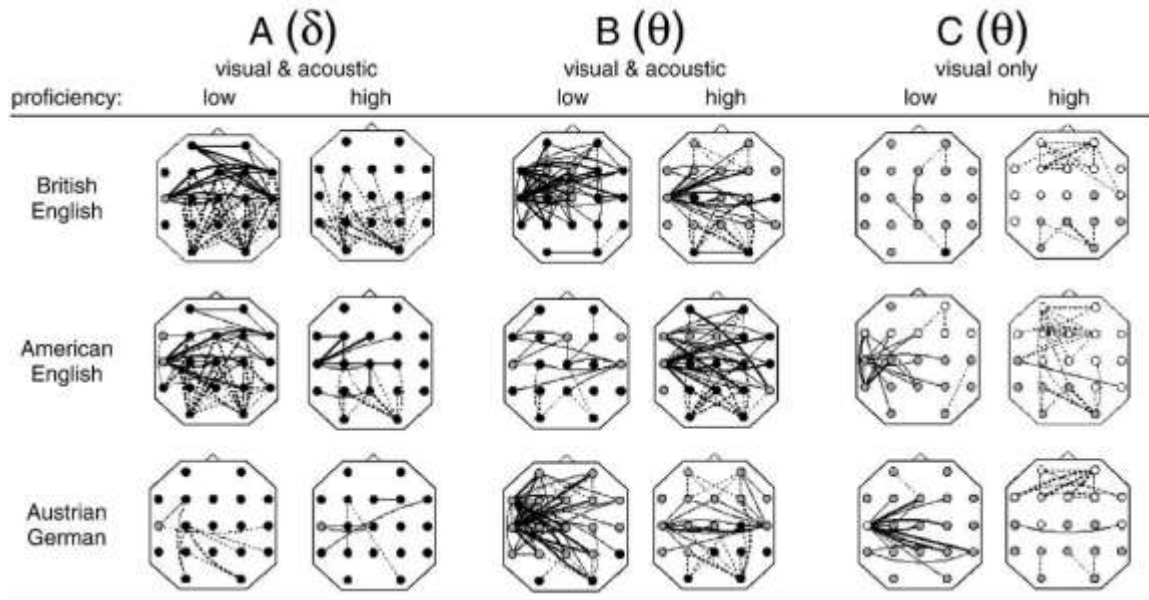 A (δ) B (θ) C (θ)
visual & acoustic visual & acoustic visual only
proficiency: low high low high low high
British
English
American
English
Austrian
German